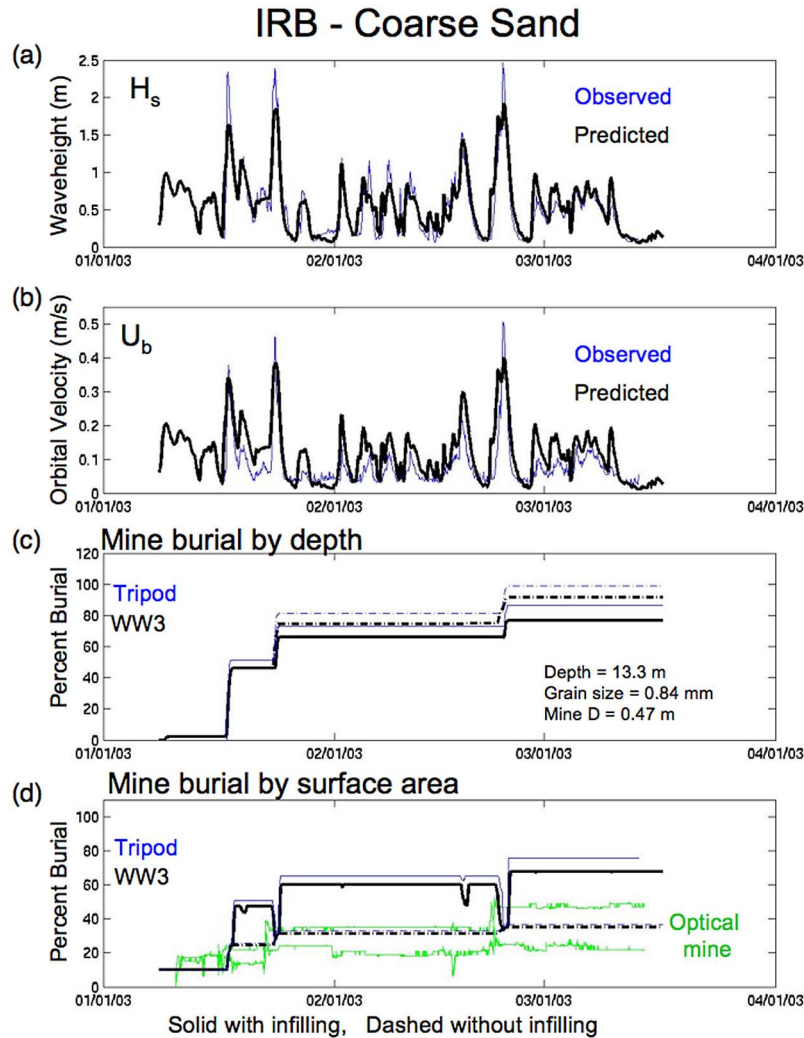 IRB - Coarse Sand
(a)
Hs
Observed
Predicted
Waveheight (m)
2.5
2
1.5
1
0.5
0
01/01/03 02/01/03 03/01/03 04/01/03
(b)
Ub
Observed
Predicted
Orbital Velocity (m/s)
0.5
0.4
0.3
0.2
0.1
0
01/01/03 02/01/03 03/01/03 04/01/03
(c) Mine burial by depth
Tripod
WW3
Percent Burial
120
100
80
60
40
20
0
Depth = 13.3 m
Grain size = 0.84 mm
Mine D = 0.47 m
01/01/03 02/01/03 03/01/03 04/01/03
(d) Mine burial by surface area
Tripod
WW3
Percent Burial
100
80
60
40
20
0
Optical
mine
01/01/03 02/01/03 03/01/03 04/01/03
Solid with infilling, Dashed without infilling